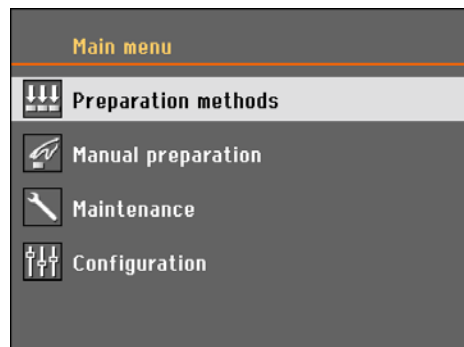 Main menu
Preparation methods
Manual preparation
Maintenance
Configuration